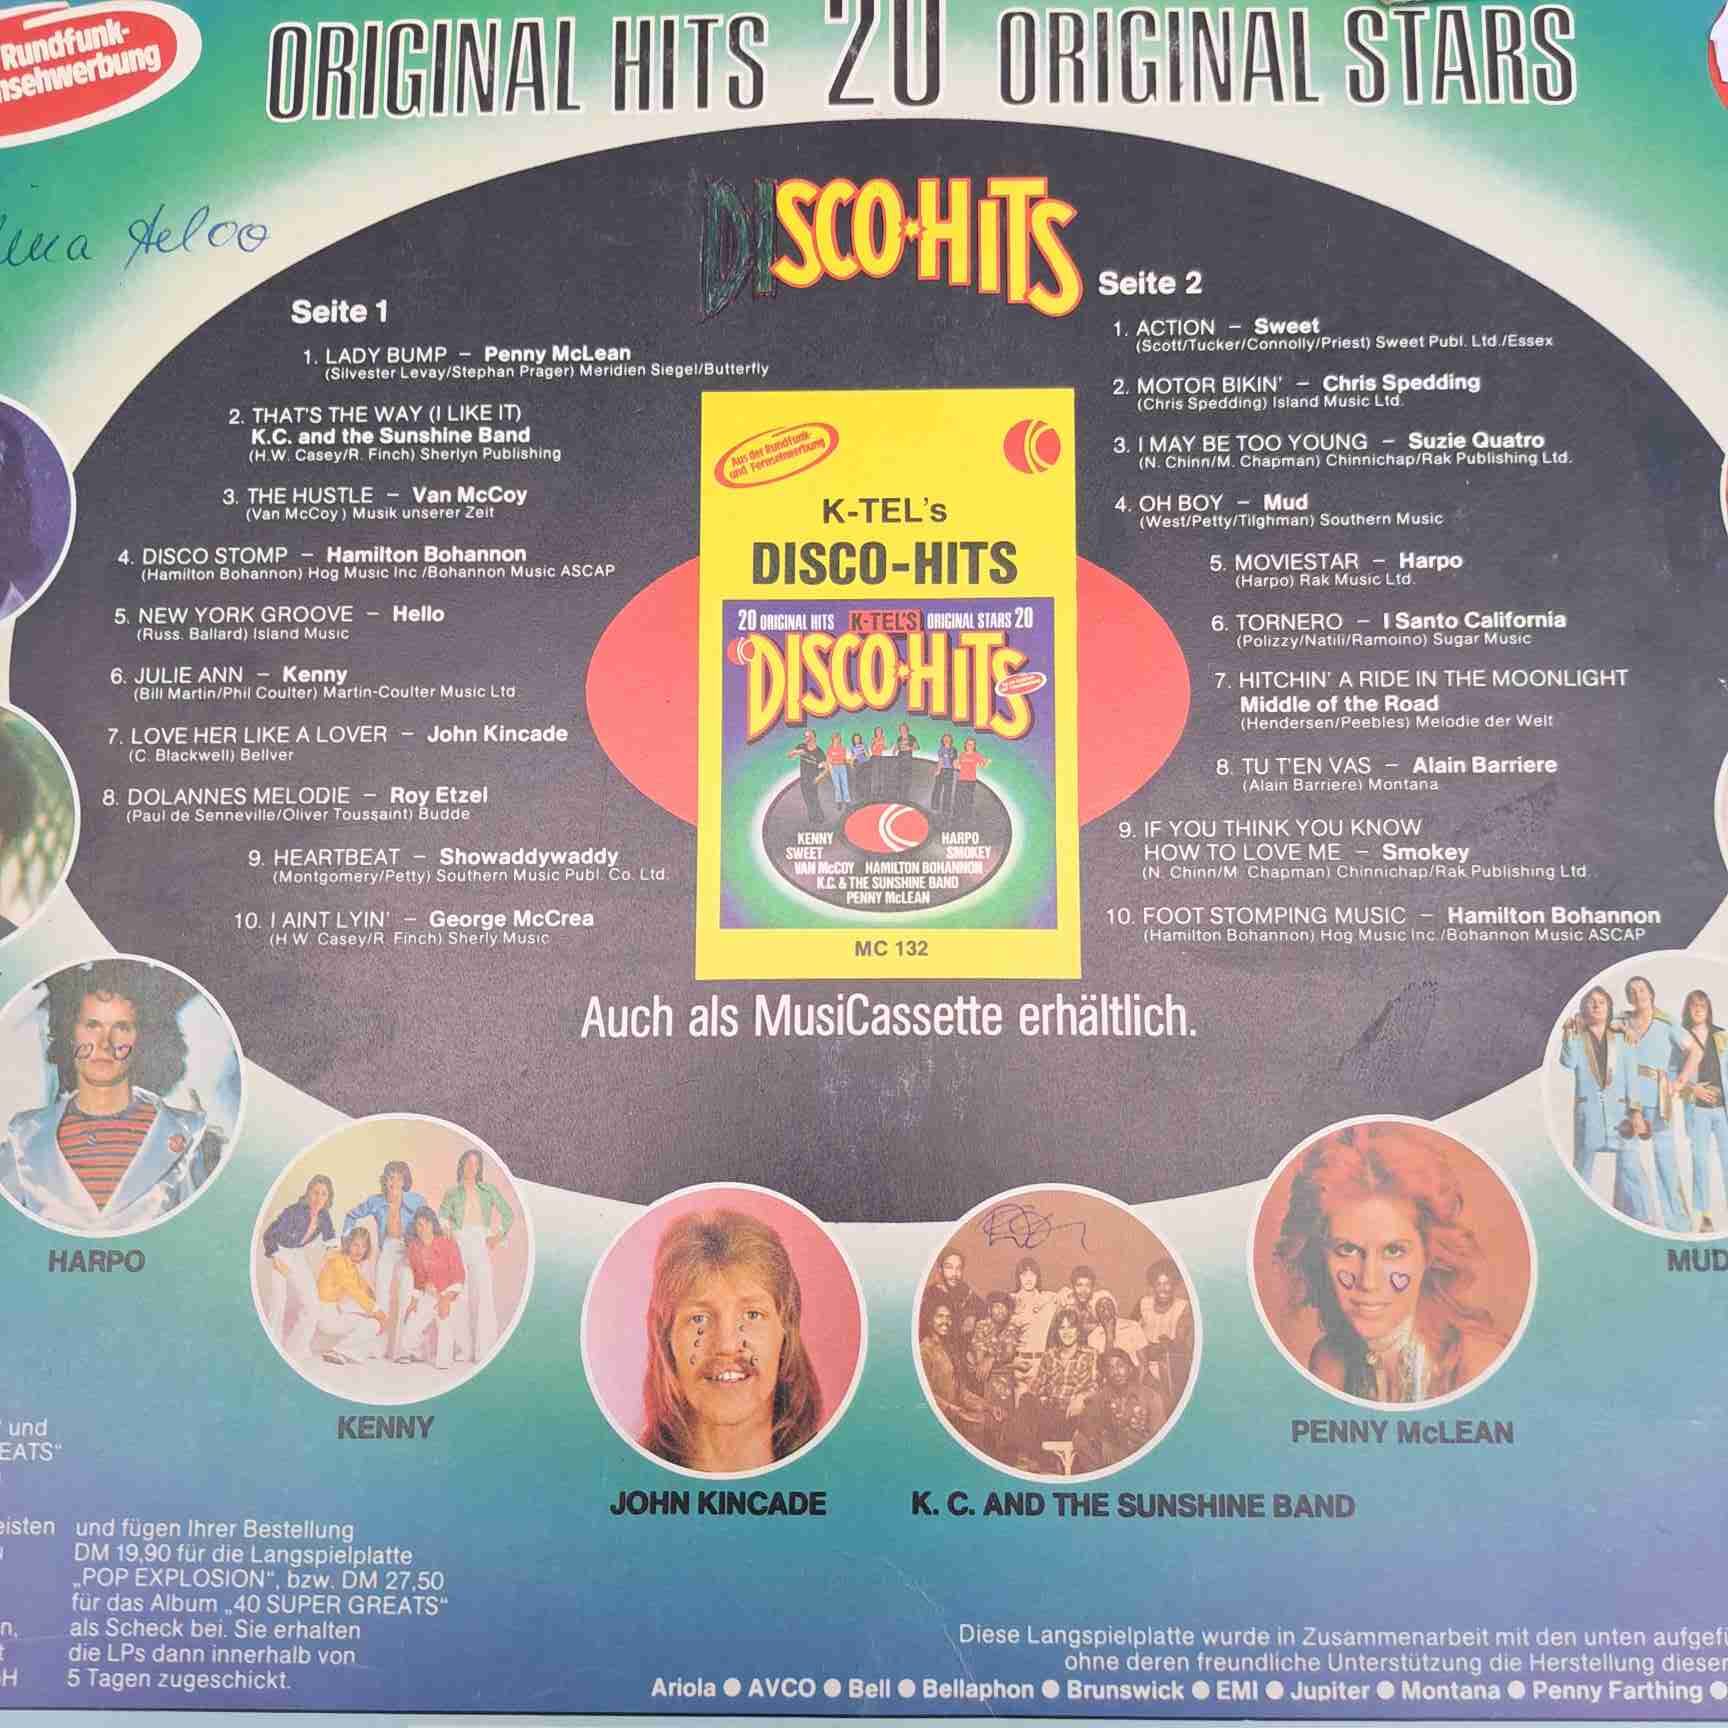 Rundfunk-
nsehwerbung
ORIGINAL HITS 20 ORIGINAL STARS
DISCO★HITS
Seite 1
1. LADY BUMP – Penny McLean
(Silvester Levay/Stephan Prager) Meridien Siegel/Butterfly
2. THAT'S THE WAY (I LIKE IT)
K.C. and the Sunshine Band
(H.W. Casey/R. Finch) Sherlyn Publishing
3. THE HUSTLE – Van McCoy
(Van McCoy) Musik unserer Zeit
4. DISCO STOMP – Hamilton Bohannon
(Hamilton Bohannon) Hog Music Inc./Bohannon Music ASCAP
5. NEW YORK GROOVE – Hello
(Russ. Ballard) Island Music
6. JULIE ANN – Kenny
(Bill Martin/Phil Coulter) Martin-Coulter Music Ltd.
7. LOVE HER LIKE A LOVER – John Kincade
(C. Blackwell) Bellver
8. DOLANNES MELODIE – Roy Etzel
(Paul de Senneville/Oliver Toussaint) Budde
9. HEARTBEAT – Showaddywaddy
(Montgomery/Petty) Southern Music Publ. Co. Ltd.
10. I AINT LYIN' – George McCrea
(H.W. Casey/R. Finch) Sherly Music
Seite 2
1. ACTION – Sweet
(Scott/Tucker/Connolly/Priest) Sweet Publ. Ltd./Essex
2. MOTOR BIKIN' – Chris Spedding
(Chris Spedding) Island Music Ltd.
3. I MAY BE TOO YOUNG – Suzie Quatro
(N. Chinn/M. Chapman) Chinnichap/Rak Publishing Ltd.
4. OH BOY – Mud
(West/Petty/Tilghman) Southern Music
5. MOVIESTAR – Harpo
(Harpo) Rak Music Ltd.
6. TORNERO – I Santo California
(Polizzy/Natili/Ramoino) Sugar Music
7. HITCHIN' A RIDE IN THE MOONLIGHT
Middle of the Road
(Hendersen/Peebles) Melodie der Welt
8. TU T'EN VAS – Alain Barriere
(Alain Barriere) Montana
9. IF YOU THINK YOU KNOW
HOW TO LOVE ME – Smokey
(N. Chinn/M. Chapman) Chinnichap/Rak Publishing Ltd.
10. FOOT STOMPING MUSIC – Hamilton Bohannon
(Hamilton Bohannon) Hog Music Inc./Bohannon Music ASCAP
Aus der Rundfunk-
und Fernsehwerbung
K-TEL's
DISCO-HITS
20 ORIGINAL HITS K-TEL'S ORIGINAL STARS 20
DISCO★HITS
KENNY HARPO
SWEET SMOKEY
VAN McCOY HAMILTON BOHANNON
K.C. & THE SUNSHINE BAND
PENNY McLEAN
MC 132
Auch als MusiCassette erhältlich.
HARPO
KENNY
JOHN KINCADE
K. C. AND THE SUNSHINE BAND
PENNY McLEAN
MUD
und
EATS“
eisten
und fügen Ihrer Bestellung
DM 19,90 für die Langspielplatte
„POP EXPLOSION“, bzw. DM 27,50
für das Album „40 SUPER GREATS“
als Scheck bei. Sie erhalten
die LPs dann innerhalb von
5 Tagen zugeschickt.
Diese Langspielplatte wurde in Zusammenarbeit mit den unten aufgefü
ohne deren freundliche Unterstützung die Herstellung dieser
Ariola ● AVCO ● Bell ● Bellaphon ● Brunswick ● EMI ● Jupiter ● Montana ● Penny Farthing ●